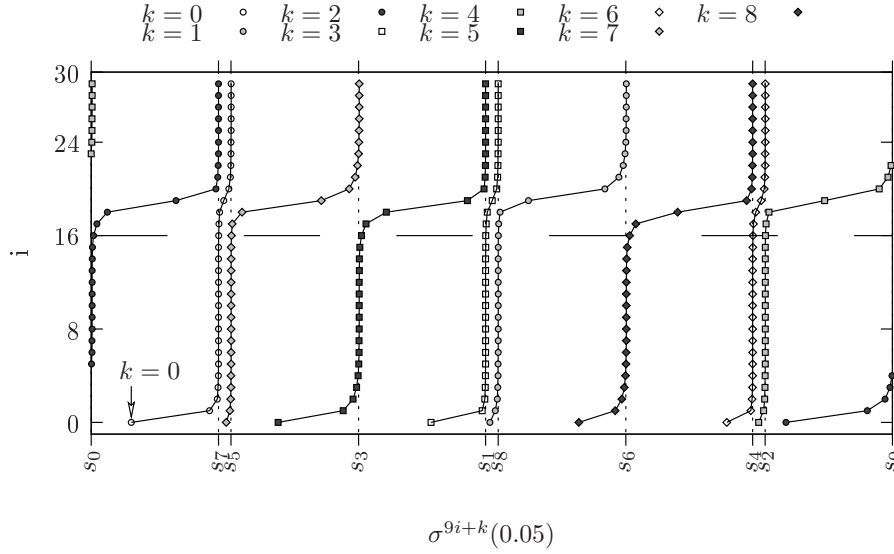 k = 0 k = 2 k = 4 k = 6 k = 8
k = 1 k = 3 k = 5 k = 7
30
24
16
8
0
i
k = 0
s0 s7 s5 s3 s1 s8 s6 s4 s2 s9
σ^{9i+k}(0.05)